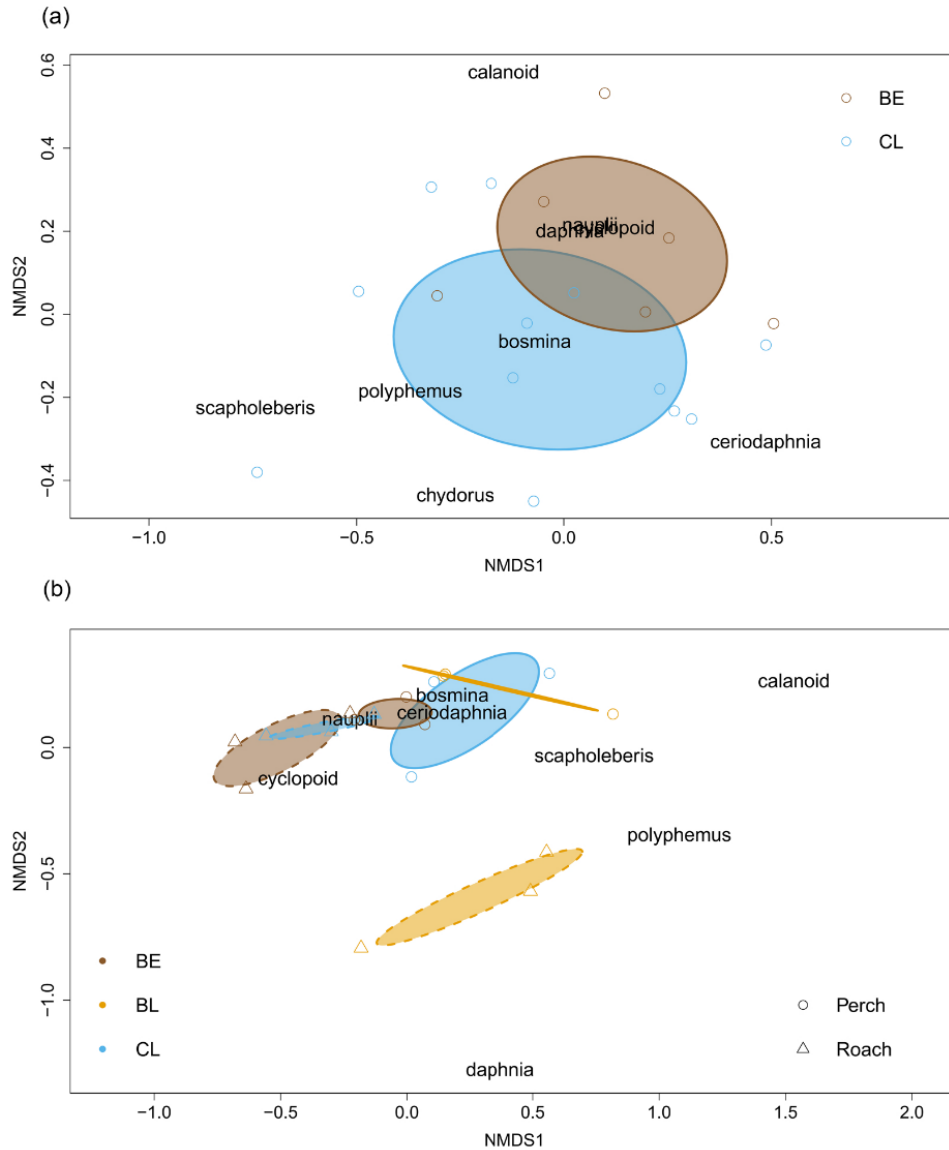 (a)
calanoid
BE
CL
nauplii
daphnia
cyclopoid
bosmina
polyphemus
scapholeberis
ceriodaphnia
chydorus
NMDS2
0.6
0.4
0.2
0.0
−0.2
−0.4
−1.0 −0.5 0.0 0.5
NMDS1
(b)
calanoid
bosmina
ceriodaphnia
nauplii
scapholeberis
cyclopoid
polyphemus
BE
BL
CL
Perch
Roach
daphnia
NMDS2
0.0
−0.5
−1.0
−1.0 −0.5 0.0 0.5 1.0 1.5 2.0
NMDS1